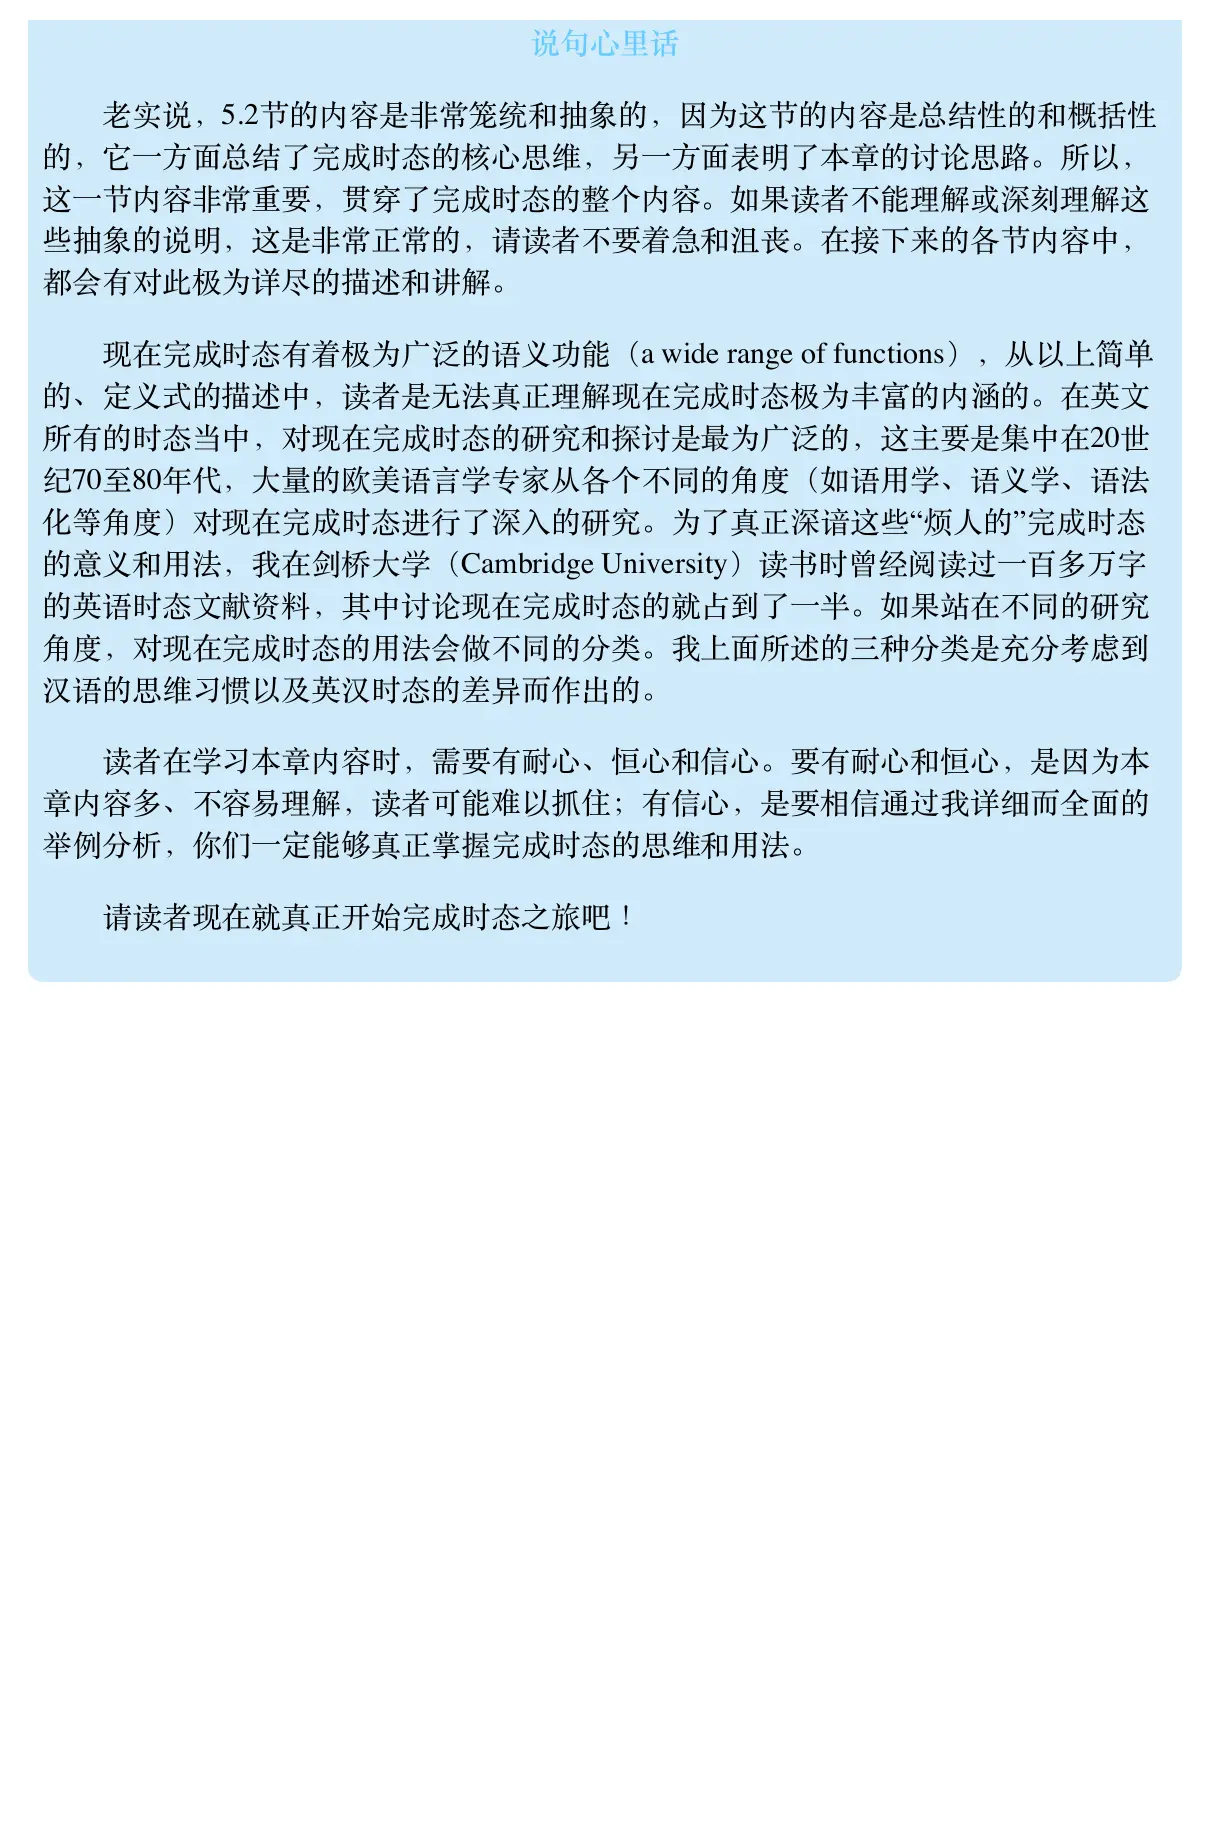 说句心里话
老实说，5.2节的内容是非常笼统和抽象的，因为这节的内容是总结性的和概括性
的，它一方面总结了完成时态的核心思维，另一方面表明了本章的讨论思路。所以，
这一节内容非常重要，贯穿了完成时态的整个内容。如果读者不能理解或深刻理解这
些抽象的说明，这是非常正常的，请读者不要着急和沮丧。在接下来的各节内容中，
都会有对此极为详尽的描述和讲解。
现在完成时态有着极为广泛的语义功能（a wide range of functions），从以上简单
的、定义式的描述中，读者是无法真正理解现在完成时态极为丰富的内涵的。在英文
所有的时态当中，对现在完成时态的研究和探讨是最为广泛的，这主要是集中在20世
纪70至80年代，大量的欧美语言学专家从各个不同的角度（如语用学、语义学、语法
化等角度）对现在完成时态进行了深入的研究。为了真正深谙这些“烦人的”完成时态
的意义和用法，我在剑桥大学（Cambridge University）读书时曾经阅读过一百多万字
的英语时态文献资料，其中讨论现在完成时态的就占到了一半。如果站在不同的研究
角度，对现在完成时态的用法会做不同的分类。我上面所述的三种分类是充分考虑到
汉语的思维习惯以及英汉时态的差异而作出的。
读者在学习本章内容时，需要有耐心、恒心和信心。要有耐心和恒心，是因为本
章内容多、不容易理解，读者可能难以抓住；有信心，是要相信通过我详细而全面的
举例分析，你们一定能够真正掌握完成时态的思维和用法。
请读者现在就真正开始完成时态之旅吧！